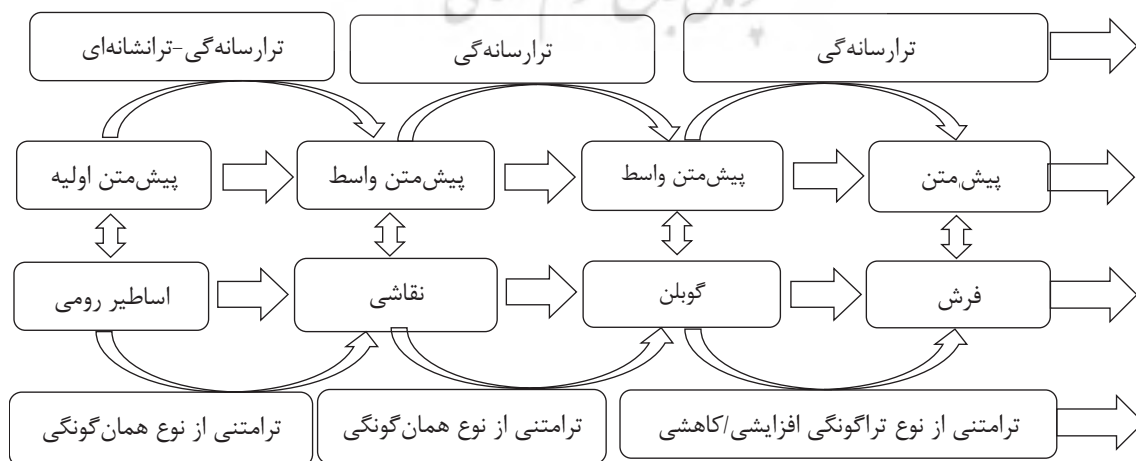 ترارسانه‌گی-ترانشانه‌ای
ترارسانه‌گی
ترارسانه‌گی
پیش‌متن اولیه
پیش‌متن واسط
پیش‌متن واسط
پیش‌متن
اساطیر رومی
نقاشی
گوبلن
فرش
ترامتنی از نوع همان‌گونگی
ترامتنی از نوع همان‌گونگی
ترامتنی از نوع تراگونگی افزایشی/کاهشی